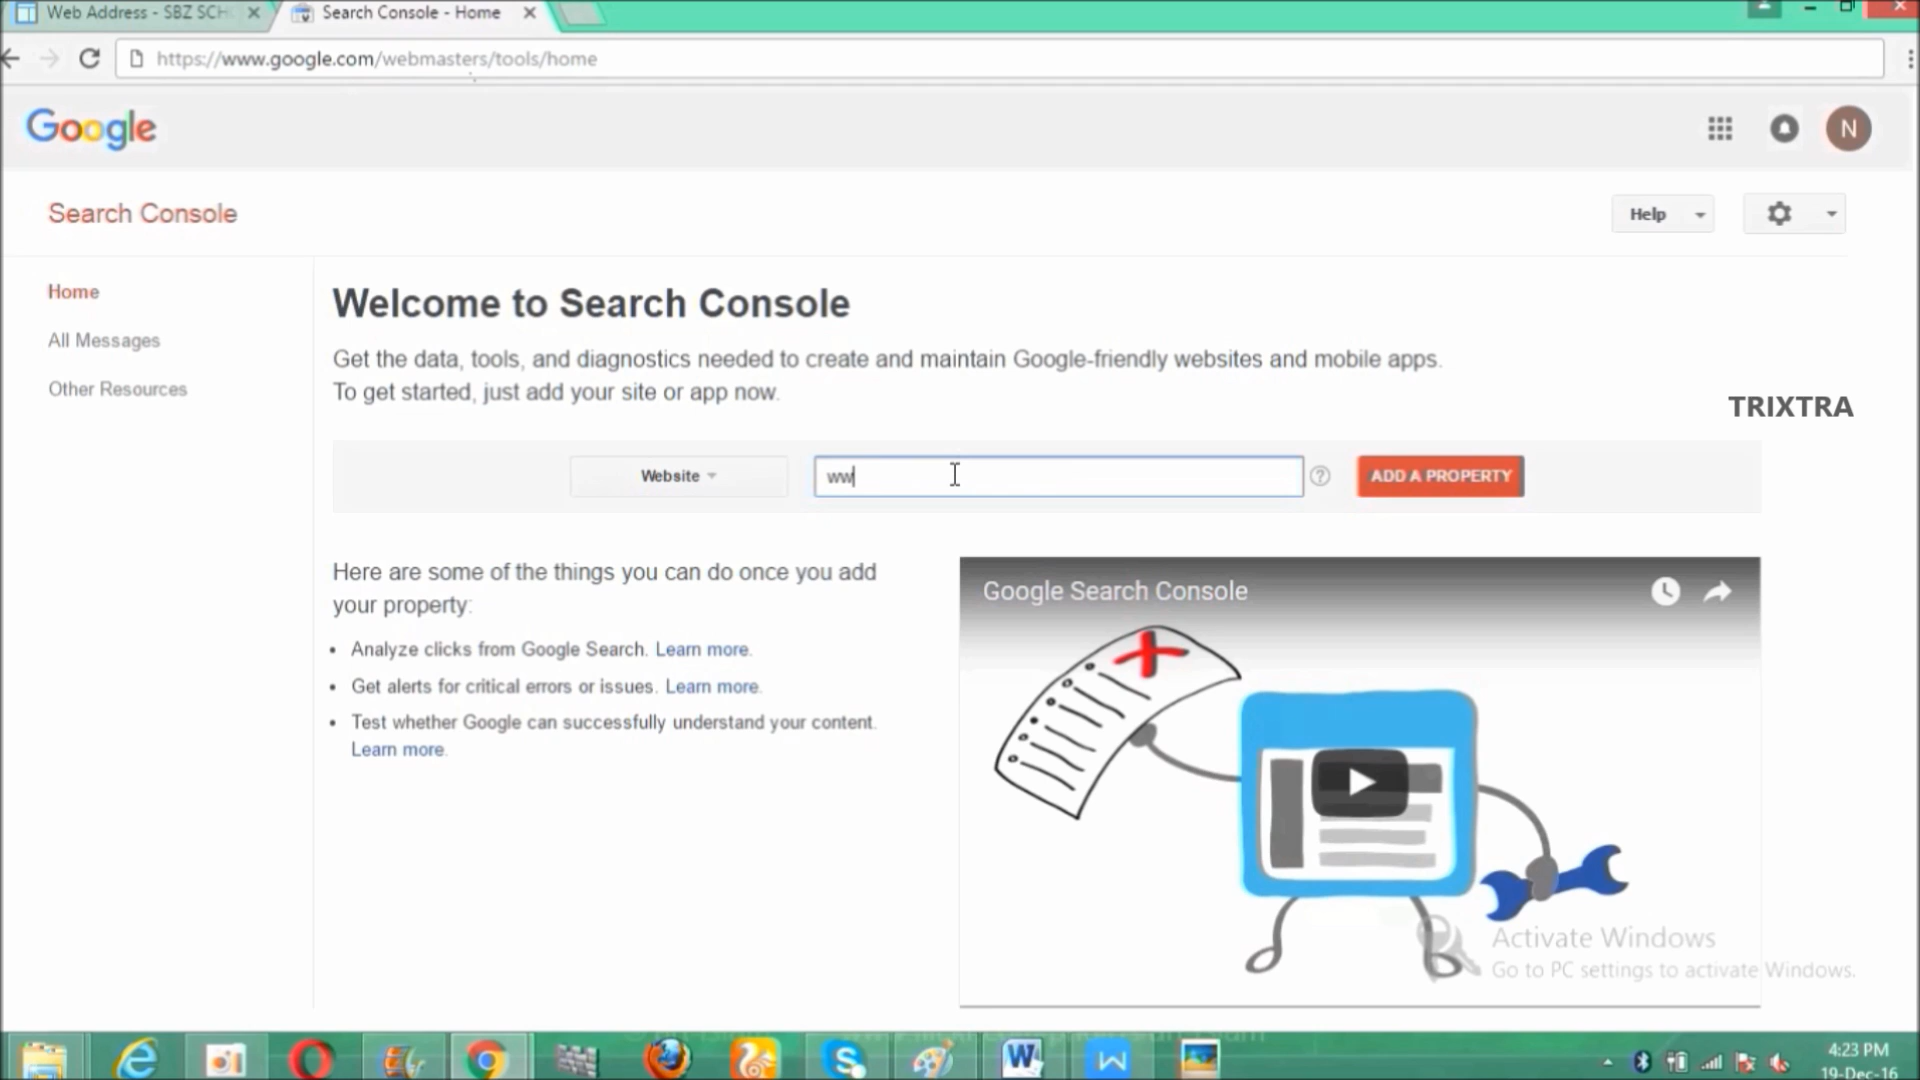 Web Address - SBZ SCH
Search Console - Home
https://www.google.com/webmasters/tools/home
Google
N
Search Console
Help
Home
All Messages
Other Resources
Welcome to Search Console
Get the data, tools, and diagnostics needed to create and maintain Google-friendly websites and mobile apps.
To get started, just add your site or app now.
TRIXTRA
Website
ww
?
ADD A PROPERTY
Here are some of the things you can do once you add
your property:
Analyze clicks from Google Search. Learn more.
Get alerts for critical errors or issues. Learn more.
Test whether Google can successfully understand your content.
Learn more.
Google Search Console
Activate Windows
Go to PC settings to activate Windows.
4:23 PM
19-Dec-16